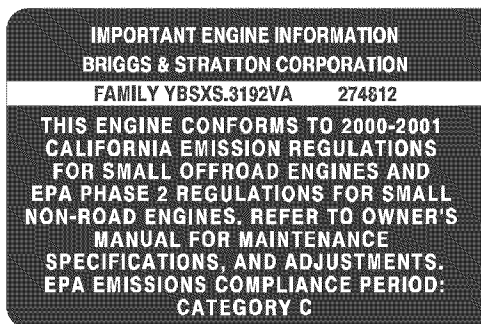 IMPORTANT ENGINE INFORMATION
BRIGGS & STRATTON CORPORATION
FAMILY YBSXS.3192VA 274812
THIS ENGINE CONFORMS TO 2000-2001
CALIFORNIA EMISSION REGULATIONS
FOR SMALL OFFROAD ENGINES AND
EPA PHASE 2 REGULATIONS FOR SMALL
NON-ROAD ENGINES. REFER TO OWNER'S
MANUAL FOR MAINTENANCE
SPECIFICATIONS, AND ADJUSTMENTS.
EPA EMISSIONS COMPLIANCE PERIOD:
CATEGORY C